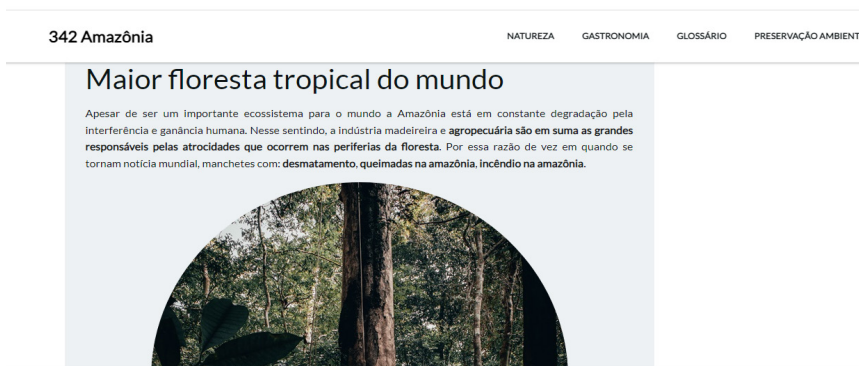 342 Amazônia
NATUREZA GASTRONOMIA GLOSSÁRIO PRESERVAÇÃO AMBIENT
Maior floresta tropical do mundo
Apesar de ser um importante ecossistema para o mundo a Amazônia está em constante degradação pela
interferência e ganância humana. Nesse sentindo, a indústria madeireira e agropecuária são em suma as grandes
responsáveis pelas atrocidades que ocorrem nas periferias da floresta. Por essa razão de vez em quando se
tornam notícia mundial, manchetes com: desmatamento, queimadas na amazônia, incêndio na amazônia.